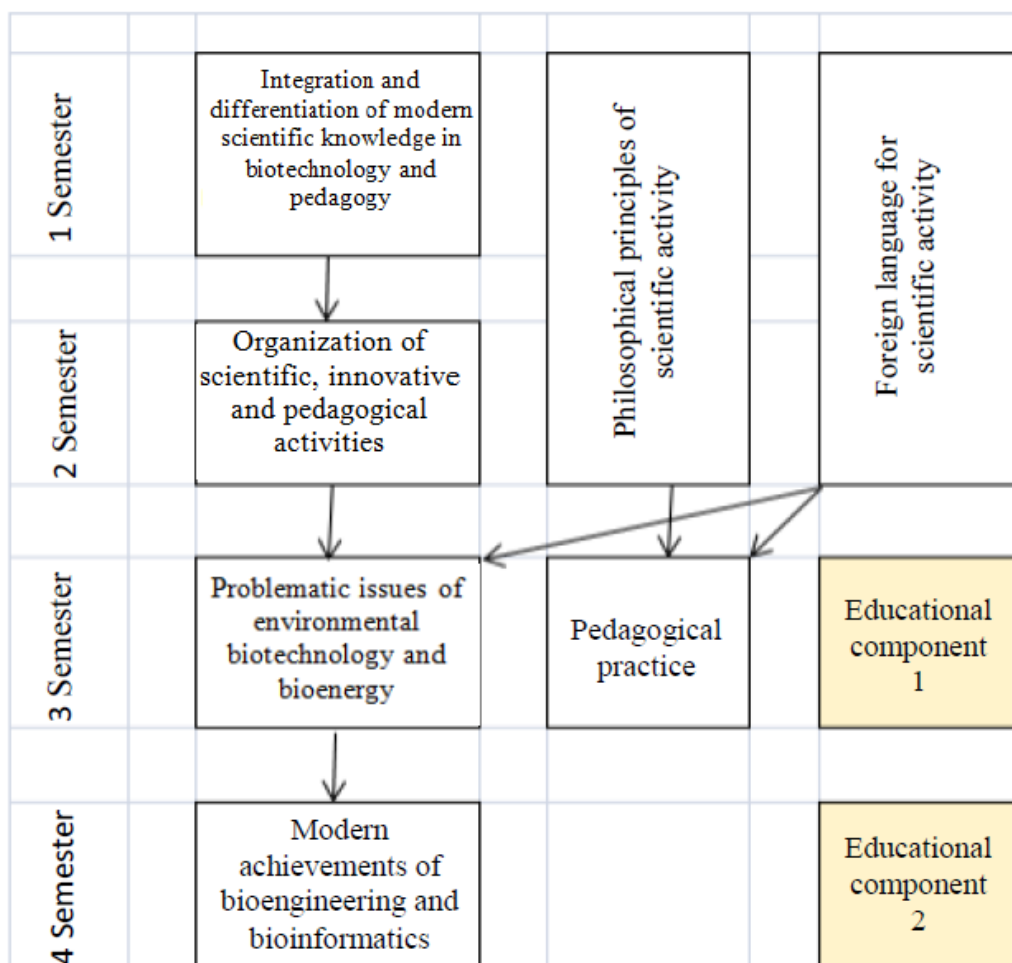 1 Semester
Integration and
differentiation of modern
scientific knowledge in
biotechnology and
pedagogy
Philosophical principles of
scientific activity
Foreign language for
scientific activity
2 Semester
Organization of
scientific, innovative
and pedagogical
activities
3 Semester
Problematic issues of
environmental
biotechnology and
bioenergy
Pedagogical
practice
Educational
component
1
4 Semester
Modern
achievements of
bioengineering and
bioinformatics
Educational
component
2